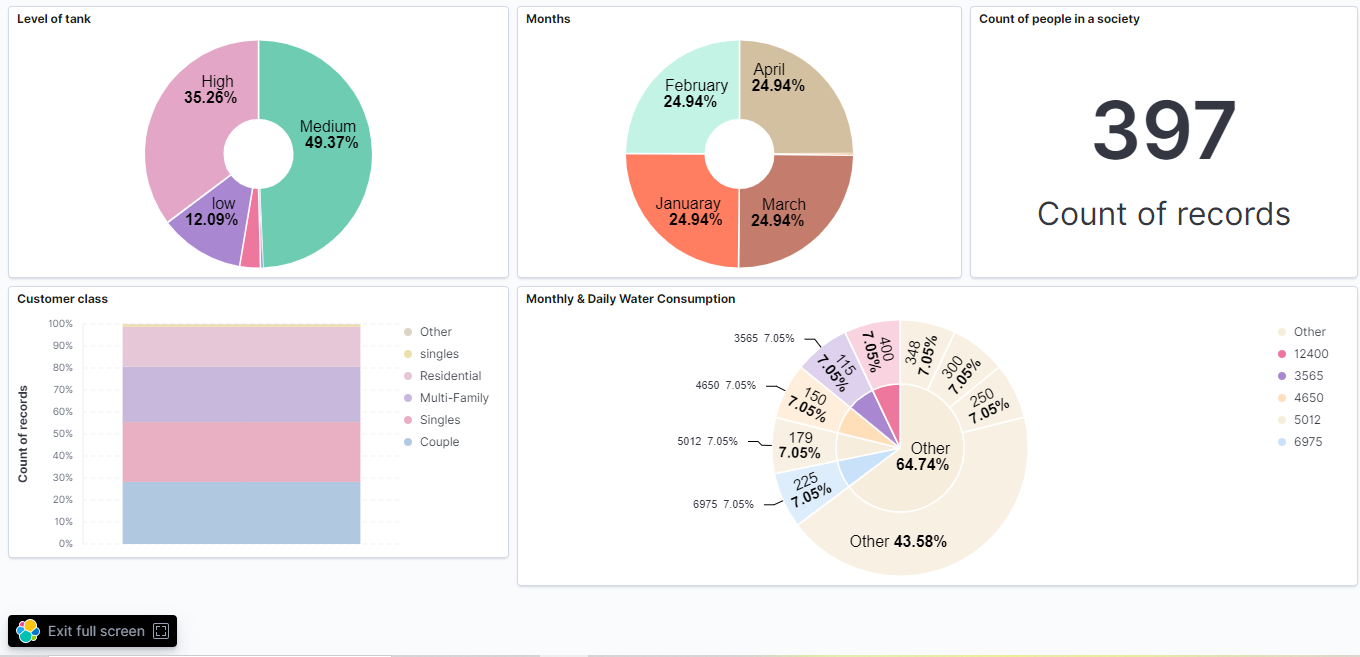 Level of tank
High
35.26%
Medium
49.37%
low
12.09%
Months
April
24.94%
February
24.94%
Januaray
24.94%
March
24.94%
Count of people in a society
397
Count of records
Customer class
100%
90%
80%
70%
60%
50%
40%
30%
20%
10%
0%
Count of records
Other
singles
Residential
Multi-Family
Singles
Couple
Monthly & Daily Water Consumption
3565 7.05%
4650 7.05%
5012 7.05%
6975 7.05%
400
7.05%
115
7.05%
150
7.05%
179
7.05%
225
7.05%
348
7.05%
300
7.05%
250
7.05%
Other
64.74%
Other 43.58%
Other
12400
3565
4650
5012
6975
Exit full screen